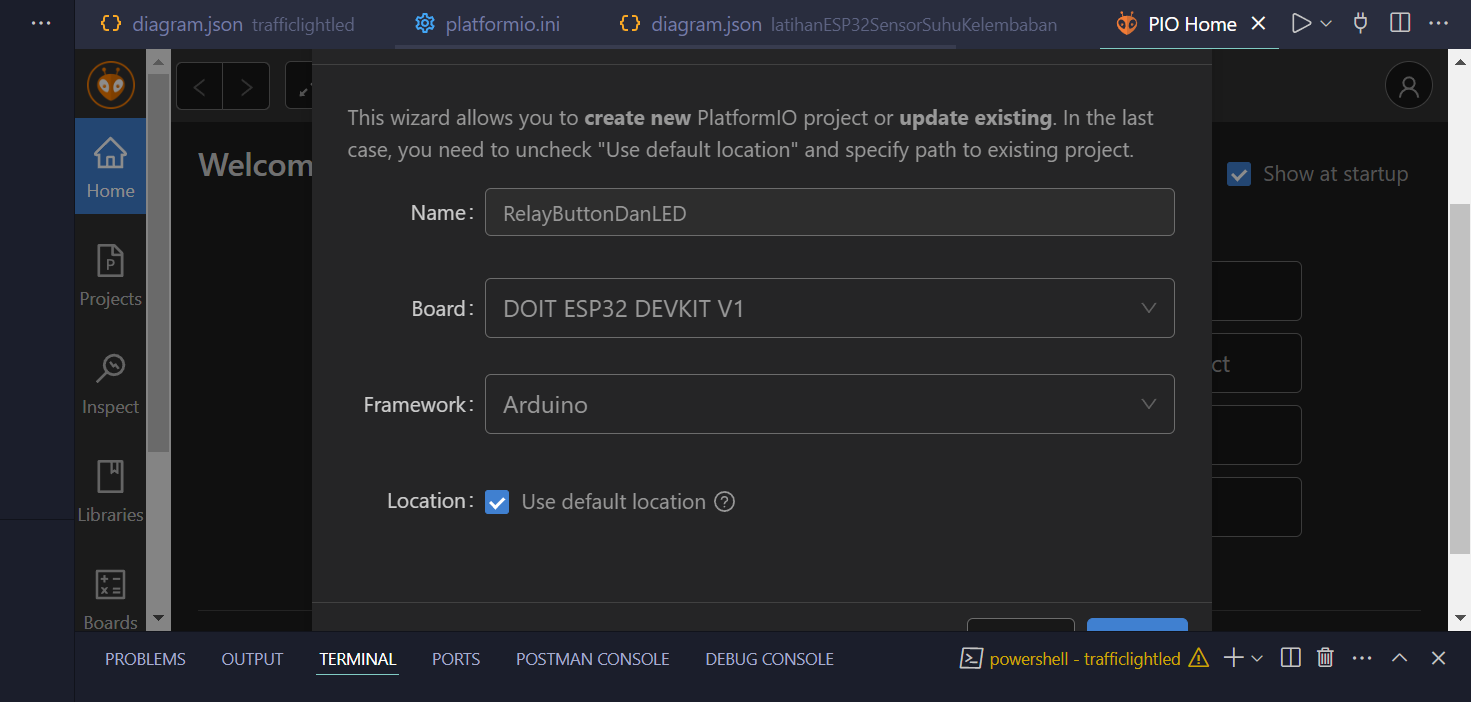 diagram.json trafficlightled
platformio.ini
diagram.json latihanESP32SensorSuhuKelembaban
PIO Home
Home
Projects
Inspect
Libraries
Boards
Welcom
Show at startup
ct
This wizard allows you to create new PlatformIO project or update existing. In the last
case, you need to uncheck "Use default location" and specify path to existing project.
Name: RelayButtonDanLED
Board: DOIT ESP32 DEVKIT V1
Framework: Arduino
Location: Use default location
PROBLEMS OUTPUT TERMINAL PORTS POSTMAN CONSOLE DEBUG CONSOLE
powershell - trafficlightled